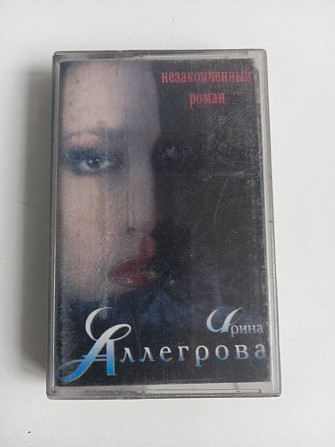 незаконченный
роман
Ирина
Аллегрова